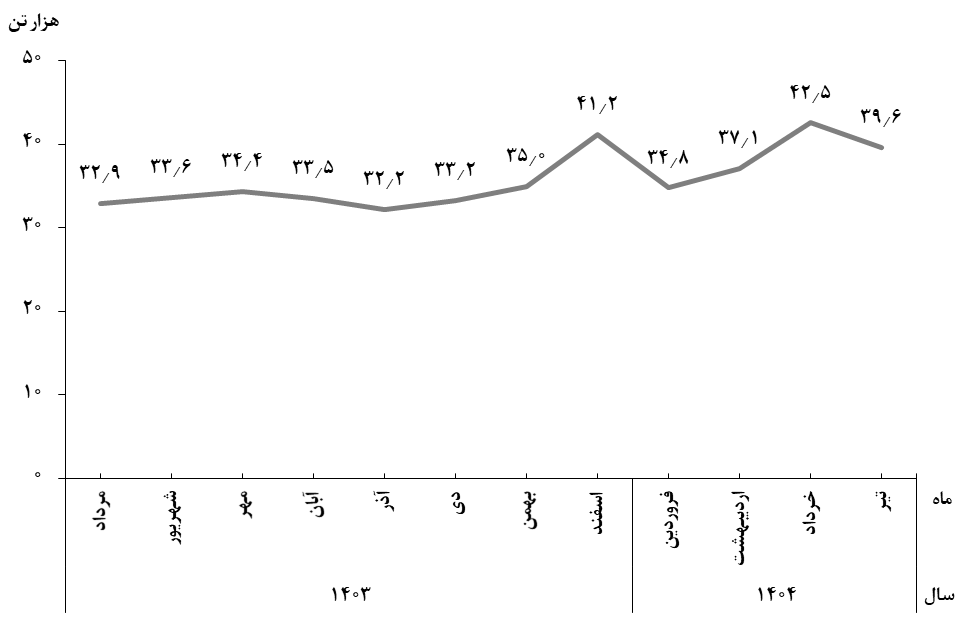 هزار تن
۵۰
۴۰
۳۰
۲۰
۱۰
۰
۳۲٫۹
۳۳٫۶
۳۴٫۴
۳۳٫۵
۳۲٫۲
۳۳٫۲
۳۵٫۰
۴۱٫۲
۳۴٫۸
۳۷٫۱
۴۲٫۵
۳۹٫۶
مرداد
شهریور
مهر
آبان
آذر
دی
بهمن
اسفند
فروردین
اردیبهشت
خرداد
تیر
ماه
۱۴۰۳
۱۴۰۴
سال